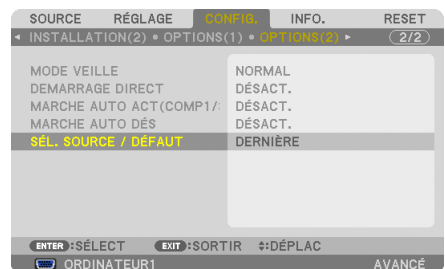 SOURCE RÉGLAGE CONFIG. INFO. RESET
◂ INSTALLATION(2) • OPTIONS(1) • OPTIONS(2) ▸ 2/2
MODE VEILLE NORMAL
DEMARRAGE DIRECT DÉSACT.
MARCHE AUTO ACT(COMP1/ DÉSACT.
MARCHE AUTO DÉS DÉSACT.
SÉL. SOURCE / DÉFAUT DERNIÈRE
ENTER :SÉLECT EXIT :SORTIR ↕:DÉPLAC
ORDINATEUR1 AVANCÉ